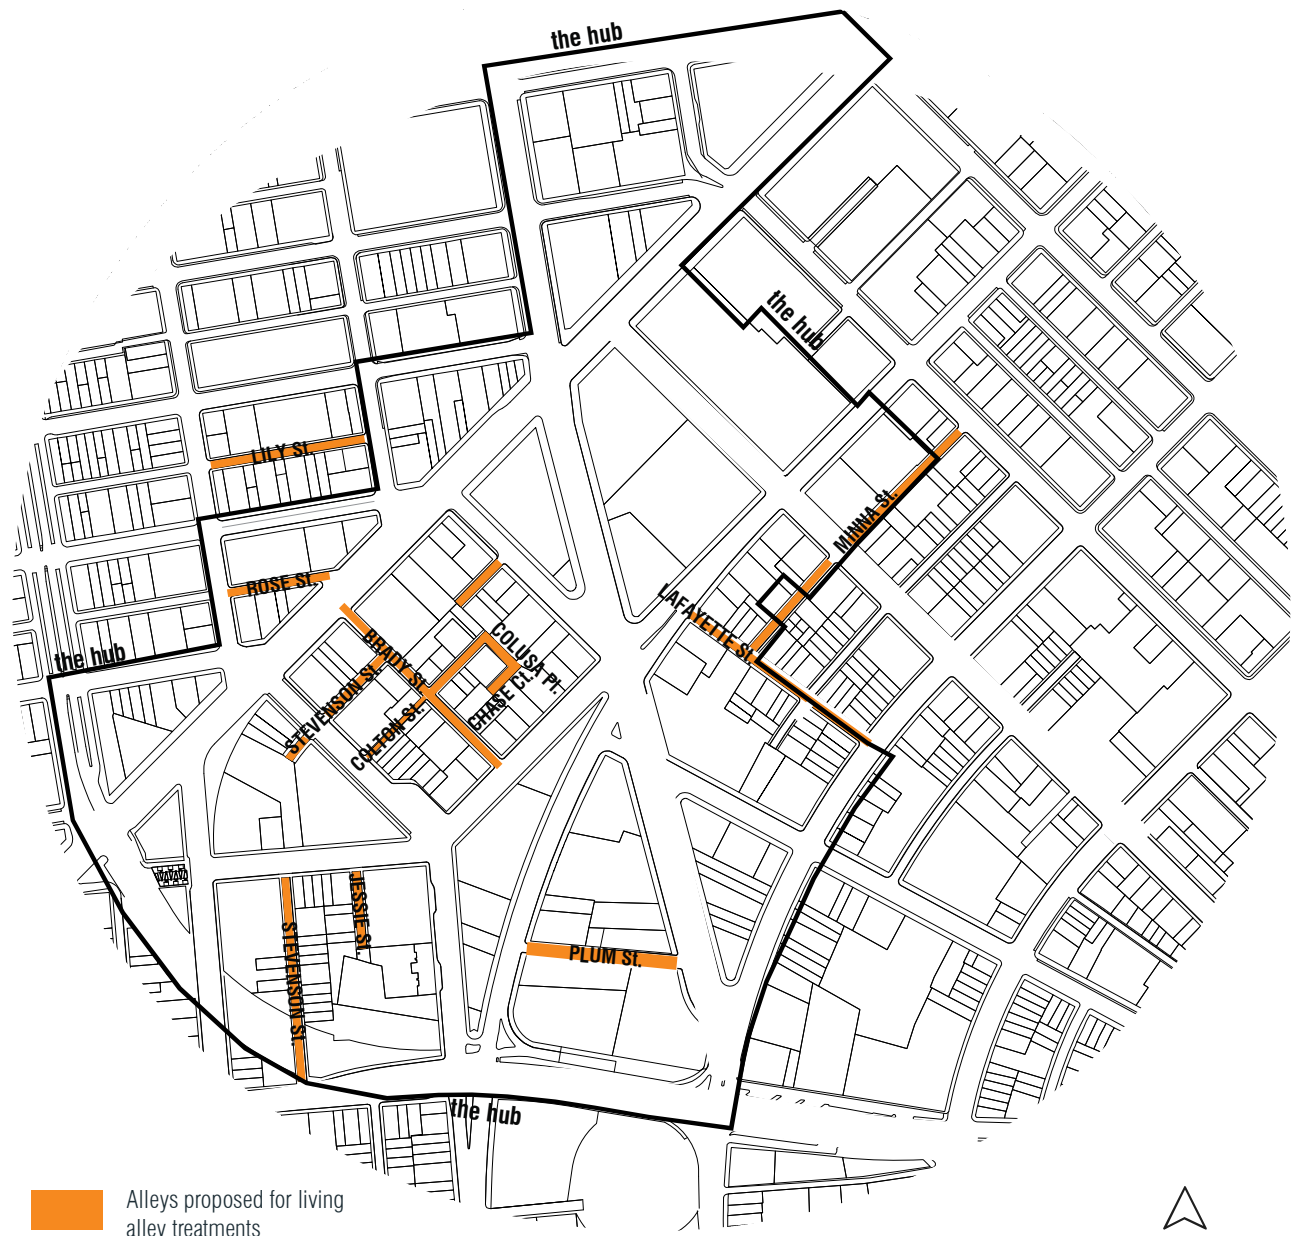 the hub
the hub
LILY St.
MINNA St.
ROSE St.
LAFAYETTE St.
the hub
BRADY St.
COLUSA Pl.
STEVENSON St.
CHASE Ct.
COLTON St.
JESSIE St.
STEVENSON St.
PLUM St.
the hub
Alleys proposed for living
alley treatments